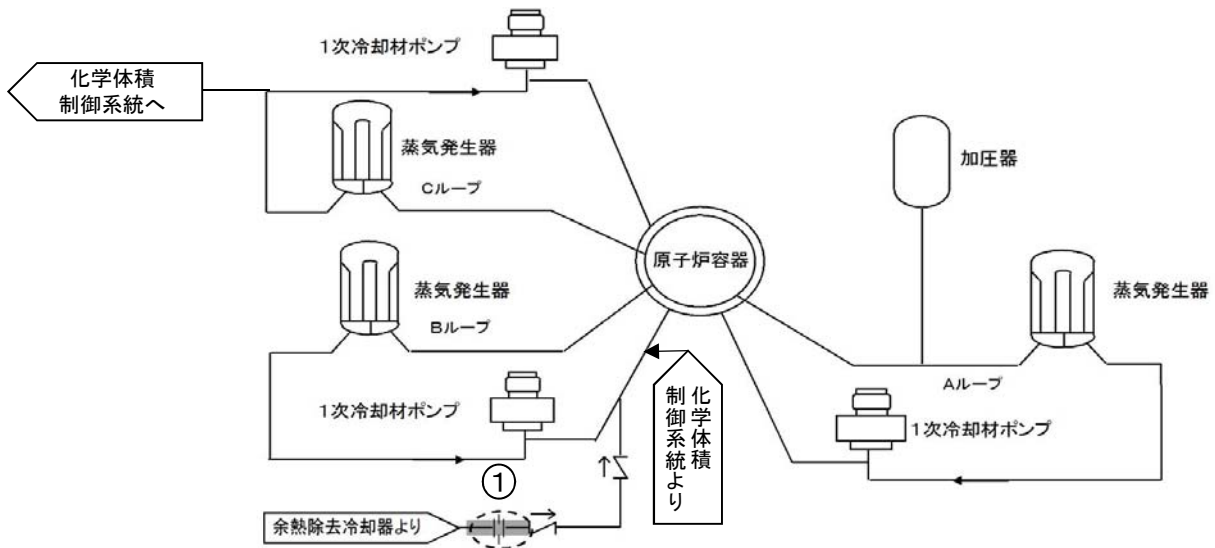 1次冷却材ポンプ
化学体積
制御系統へ
蒸気発生器
Cループ
加圧器
原子炉容器
蒸気発生器
蒸気発生器
Bループ
Aループ
1次冷却材ポンプ
化学体積
制御系統より
1次冷却材ポンプ
①
余熱除去冷却器より